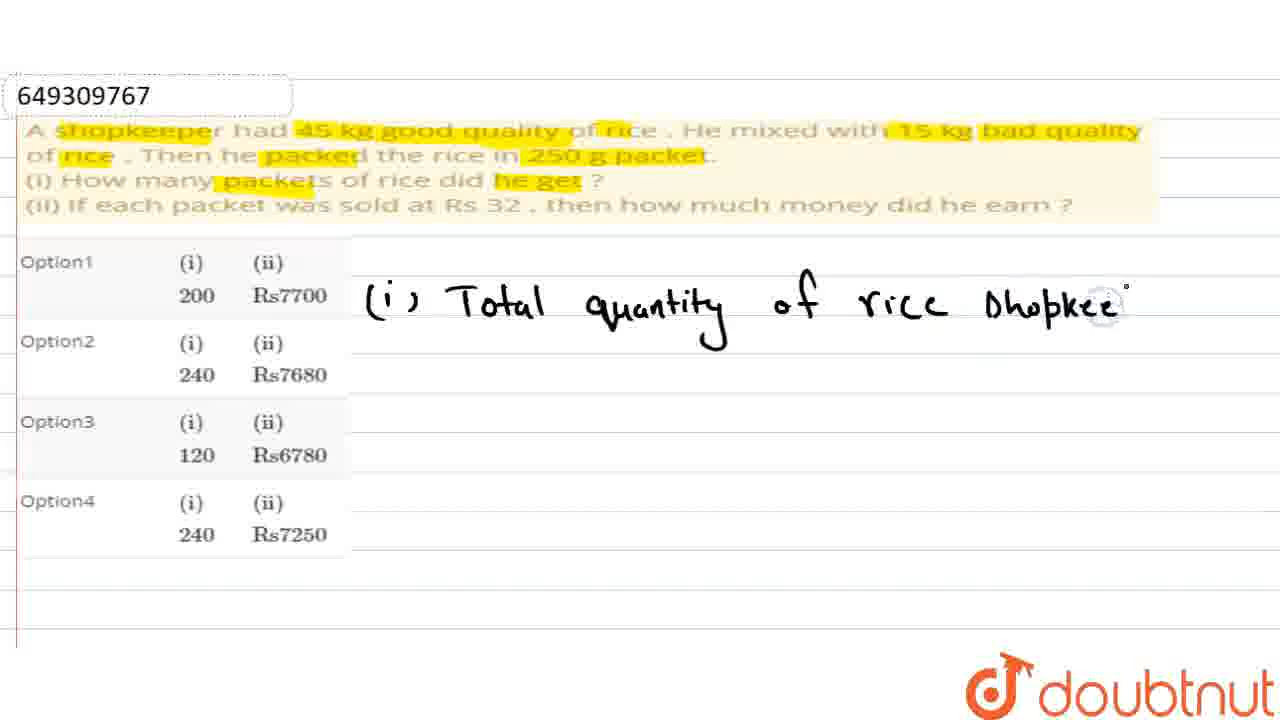 649309767
A shopkeeper had 45 kg good quality of rice . He mixed with 15 kg bad quality
of rice . Then he packed the rice in 250 g packet.
(i) How many packets of rice did he get ?
(ii) If each packet was sold at Rs 32 , then how much money did he earn ?
Option1 (i) (ii)
200 Rs7700
(i) Total quantity of rice shopkee
Option2 (i) (ii)
240 Rs7680
Option3 (i) (ii)
120 Rs6780
Option4 (i) (ii)
240 Rs7250
doubtnut